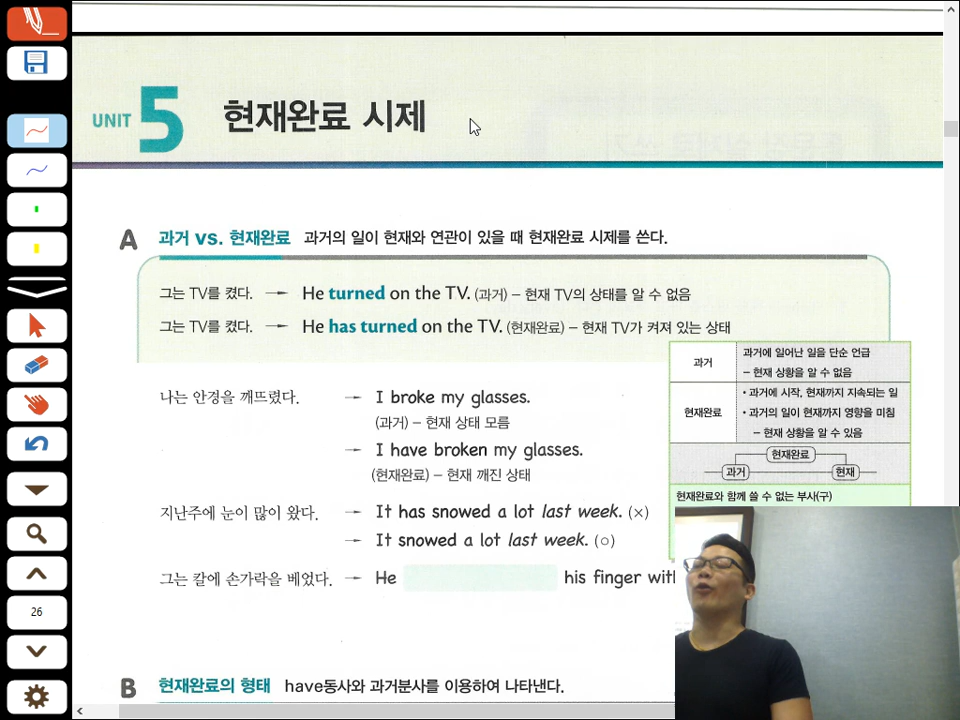 UNIT 5 현재완료 시제
A 과거 vs. 현재완료 과거의 일이 현재와 연관이 있을 때 현재완료 시제를 쓴다.
그는 TV를 켰다. → He turned on the TV. (과거) – 현재 TV의 상태를 알 수 없음
그는 TV를 켰다. → He has turned on the TV. (현재완료) – 현재 TV가 켜져 있는 상태
나는 안경을 깨뜨렸다. → I broke my glasses.
(과거) – 현재 상태 모름
→ I have broken my glasses.
(현재완료) – 현재 깨진 상태
지난주에 눈이 많이 왔다. → It has snowed a lot last week. (×)
→ It snowed a lot last week. (○)
그는 칼에 손가락을 베었다. → He his finger with
과거
과거에 일어난 일을 단순 언급
– 현재 상황을 알 수 없음
현재완료
• 과거에 시작, 현재까지 지속되는 일
• 과거의 일이 현재까지 영향을 미침
– 현재 상황을 알 수 있음
현재완료
과거 현재
현재완료와 함께 쓸 수 없는 부사(구)
B 현재완료의 형태 have동사와 과거분사를 이용하여 나타낸다.
26